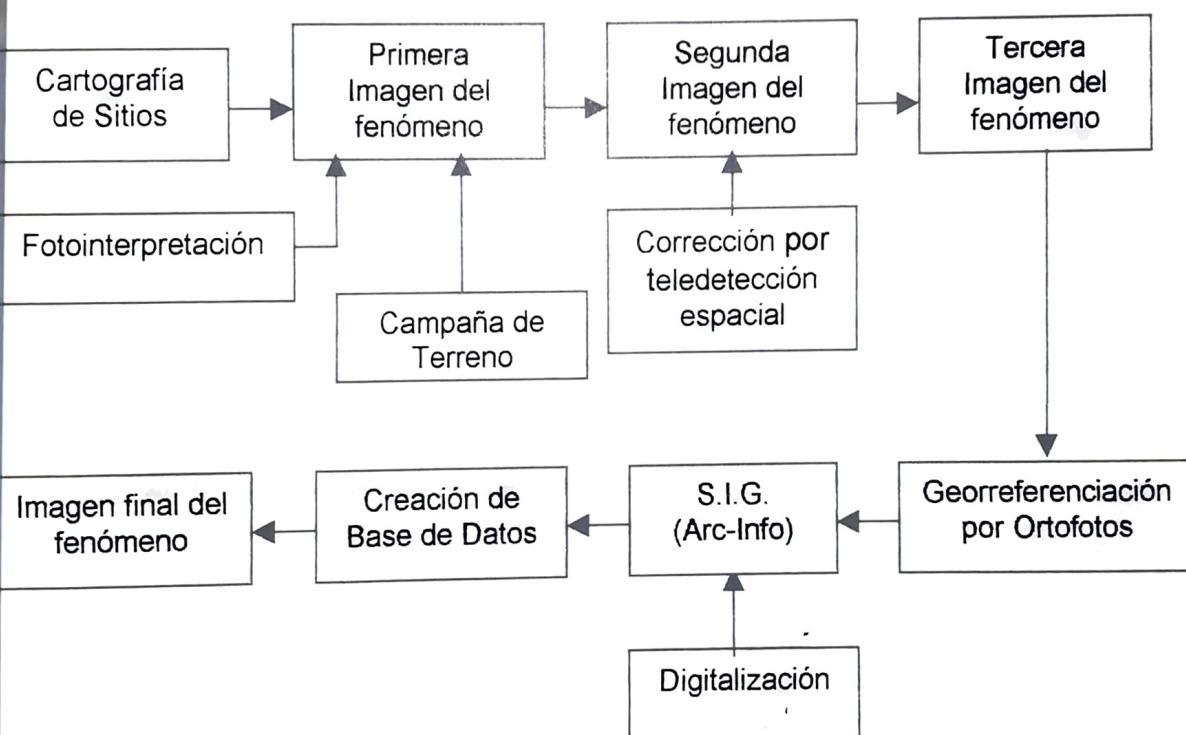 Cartografía
de Sitios
Primera
Imagen del
fenómeno
Segunda
Imagen del
fenómeno
Tercera
Imagen del
fenómeno
Fotointerpretación
Campaña de
Terreno
Corrección por
teledetección
espacial
Georreferenciación
por Ortofotos
S.I.G.
(Arc-Info)
Creación de
Base de Datos
Imagen final del
fenómeno
Digitalización